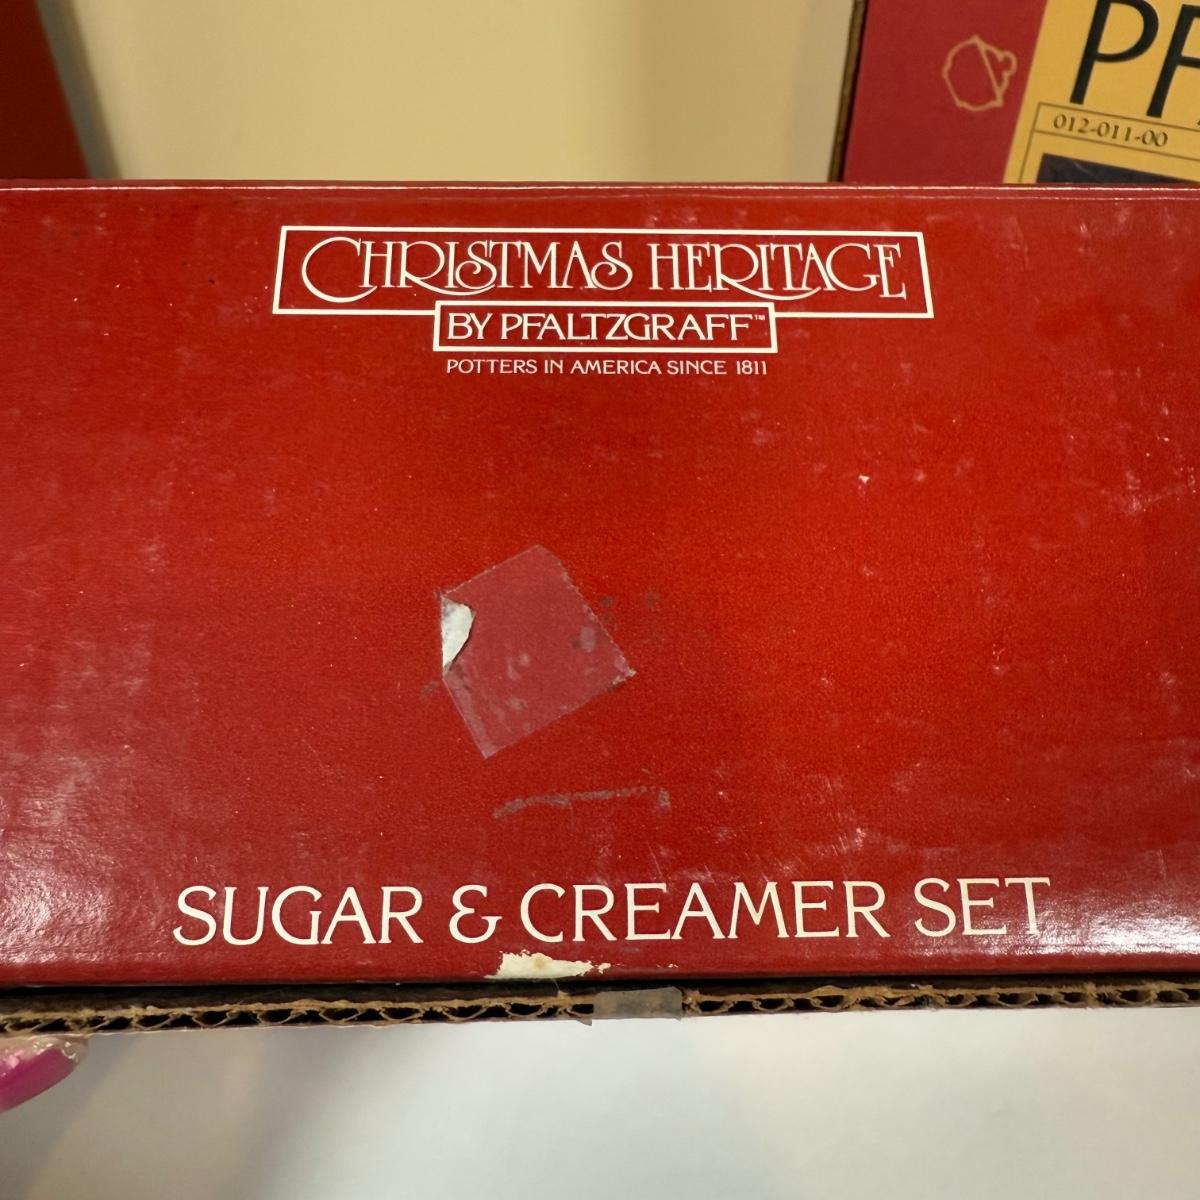 PF
012-011-00
CHRISTMAS HERITAGE
BY PFALTZGRAFF™
POTTERS IN AMERICA SINCE 1811
SUGAR & CREAMER SET